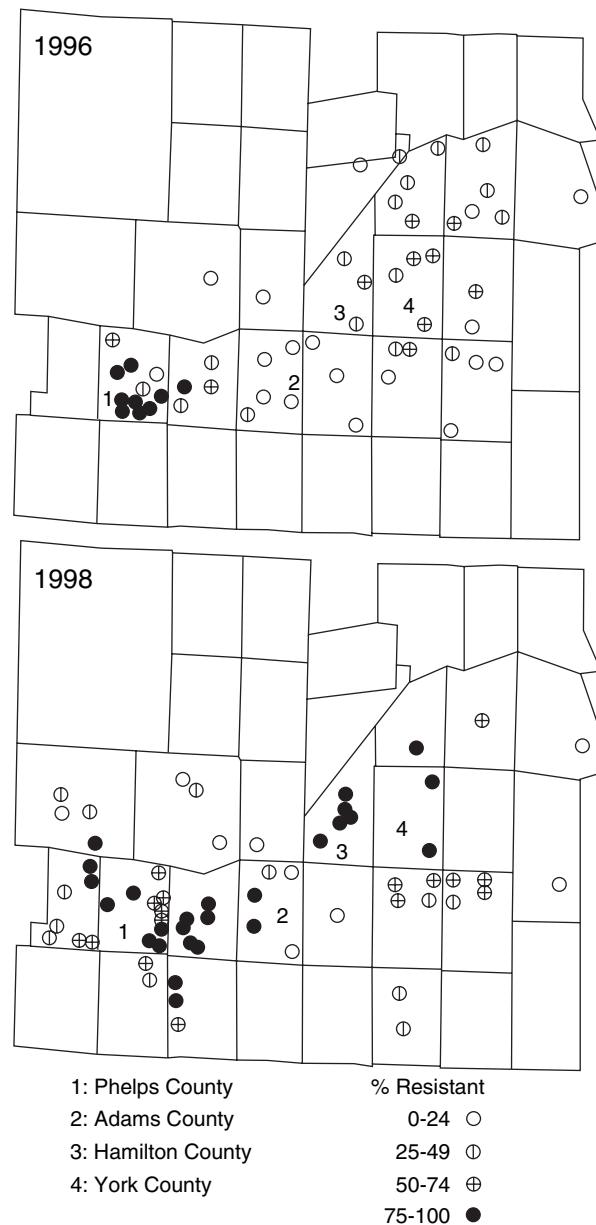 1996
3
4
2
1
1998
4
3
2
1
1: Phelps County
2: Adams County
3: Hamilton County
4: York County
% Resistant
0-24
25-49
50-74
75-100